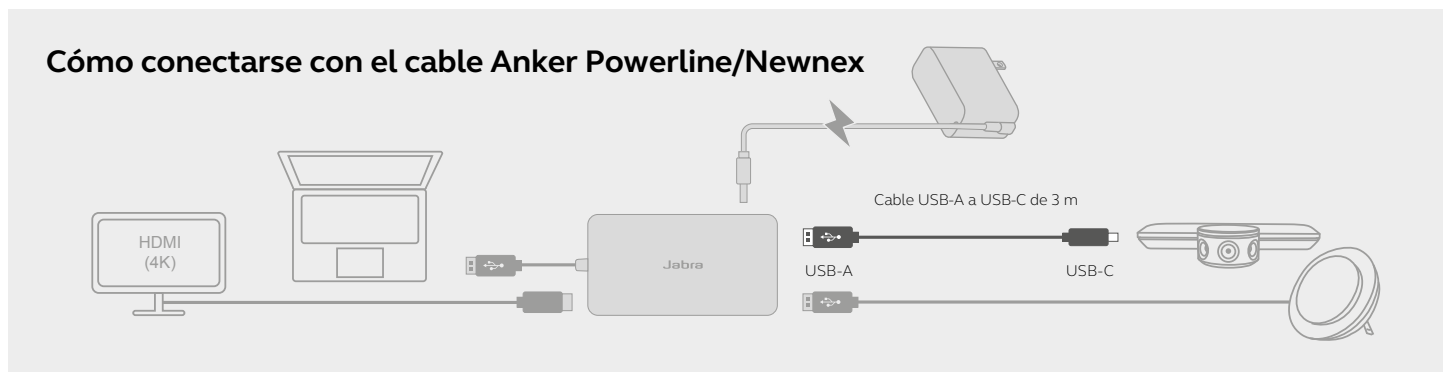 Cómo conectarse con el cable Anker Powerline/Newnex
Cable USB-A a USB-C de 3 m
HDMI
(4K)
Jabra
USB-A
USB-C